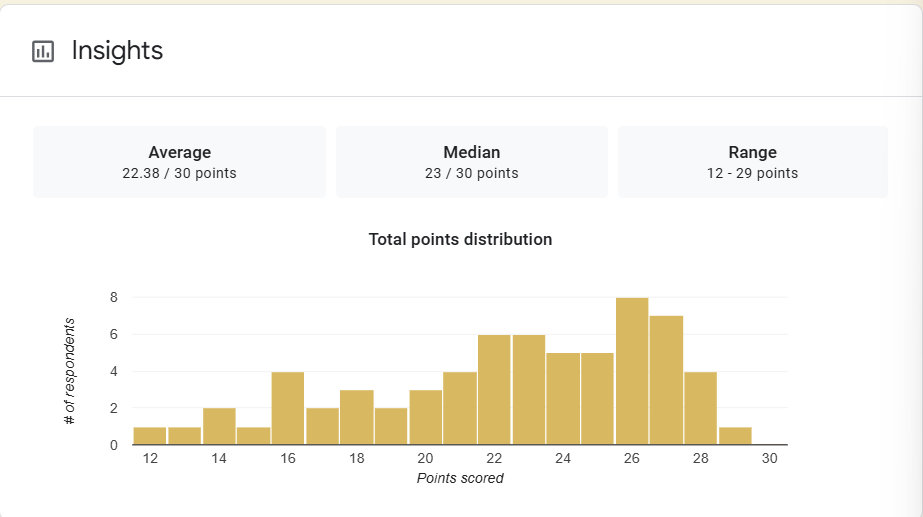 Insights
Average
22.38 / 30 points
Median
23 / 30 points
Range
12 - 29 points
Total points distribution
# of respondents
8
6
4
2
0
12 14 16 18 20 22 24 26 28 30
Points scored